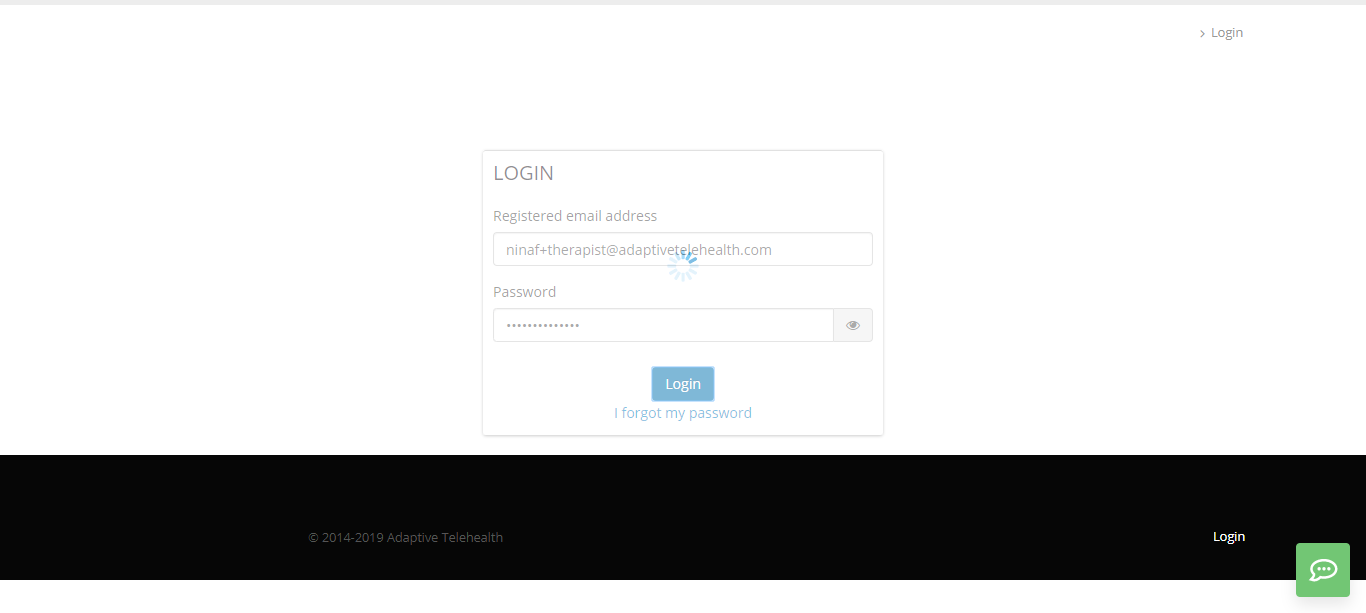 Login
LOGIN
Registered email address
ninaf+therapist@adaptivetelehealth.com
Password
••••••••••••••
Login
I forgot my password
© 2014-2019 Adaptive Telehealth
Login